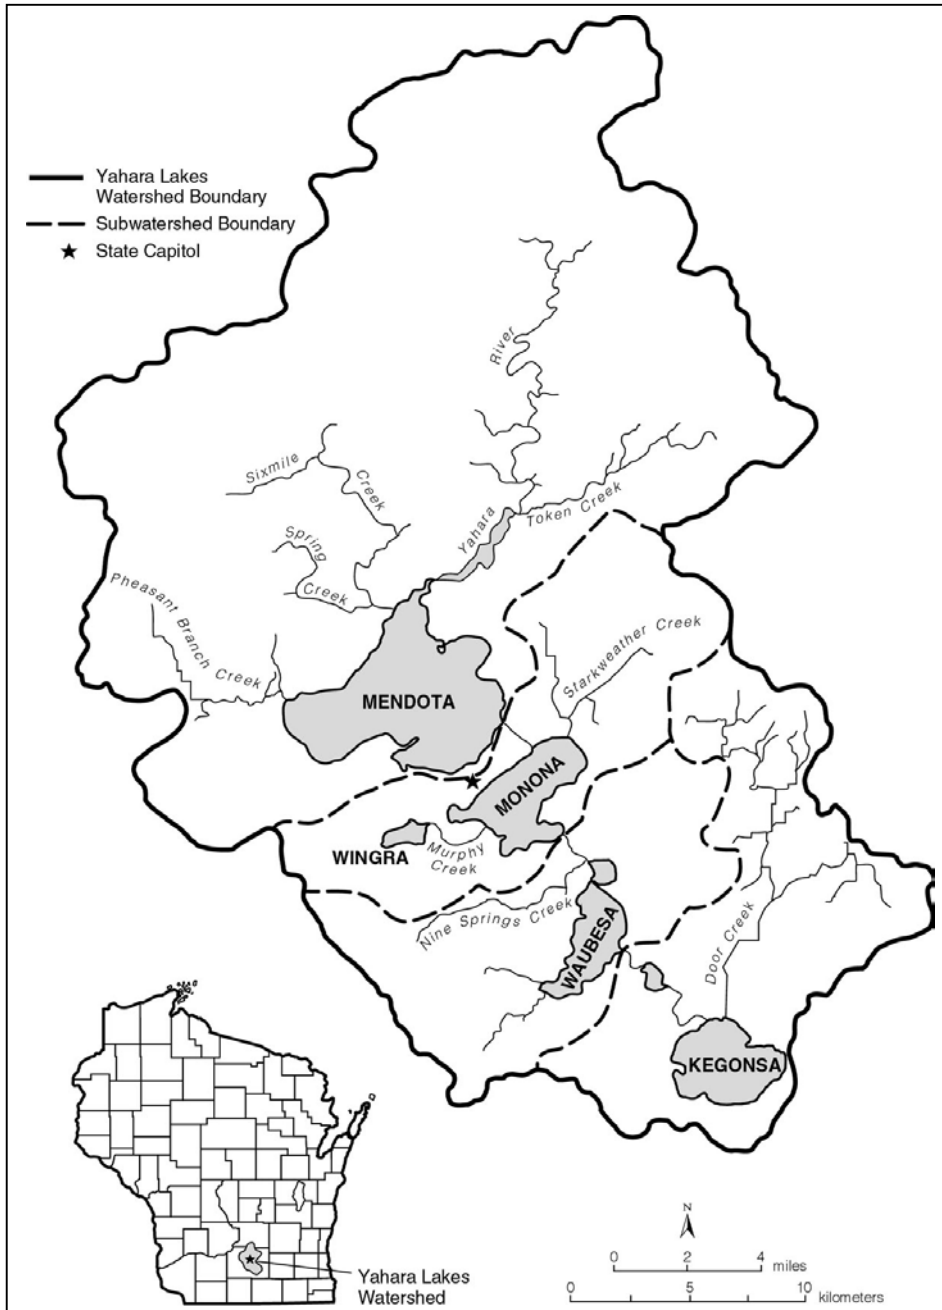 Yahara Lakes
Watershed Boundary
Subwatershed Boundary
State Capitol
River
Sixmile
Creek
Yahara
Token Creek
Spring
Creek
Pheasant Branch Creek
Starkweather Creek
MENDOTA
MONONA
WINGRA
Murphy
Creek
Nine Springs Creek
WAUBESA
Door Creek
KEGONSA
N
0 2 4
miles
0 5 10
kilometers
Yahara Lakes
Watershed